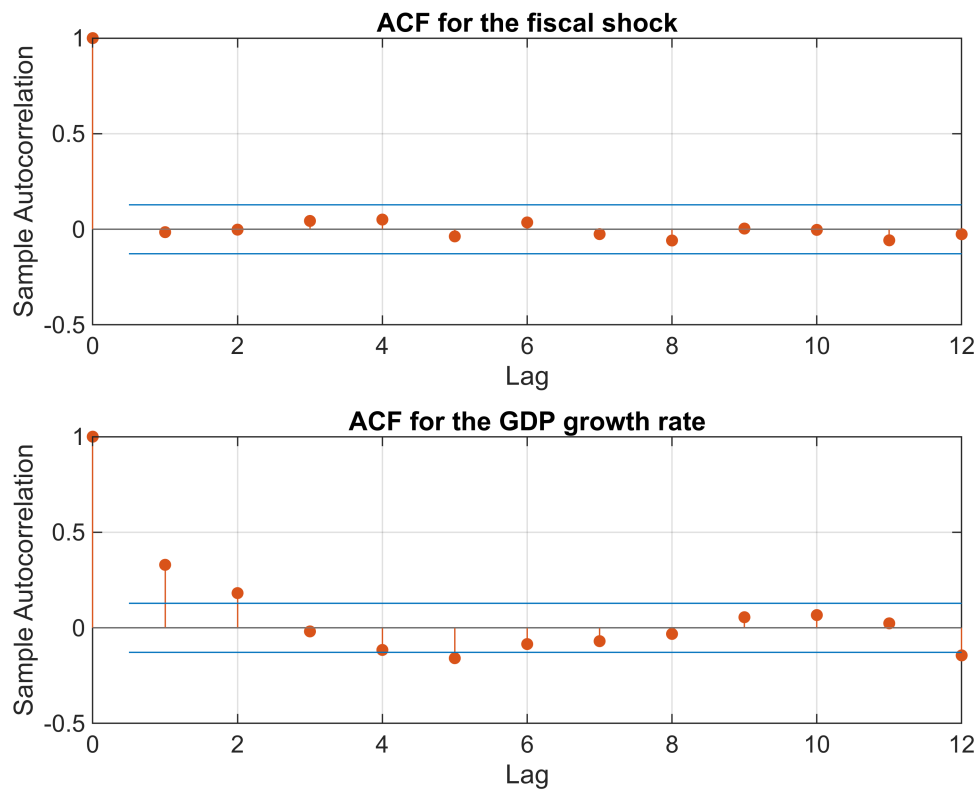 ACF for the fiscal shock
Sample Autocorrelation
1
0.5
0
-0.5
0 2 4 6 8 10 12
Lag
ACF for the GDP growth rate
Sample Autocorrelation
1
0.5
0
-0.5
0 2 4 6 8 10 12
Lag